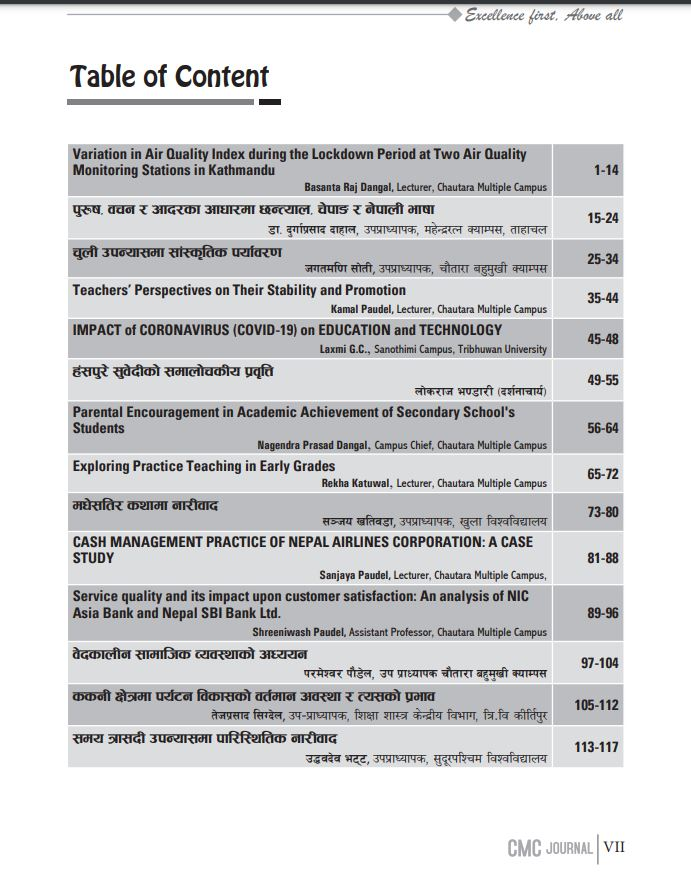 Excellence first, Above all
Table of Content
Variation in Air Quality Index during the Lockdown Period at Two Air Quality
Monitoring Stations in Kathmandu
Basanta Raj Dangal, Lecturer, Chautara Multiple Campus
1-14
पुरुष, वचन र आदरका आधारमा छन्त्याल, चेपाङ र नेपाली भाषा
डा. दुर्गाप्रसाद दाहाल, उपप्राध्यापक, महेन्द्ररत्न क्याम्पस, ताहाचल
15-24
चुली उपन्यासमा सांस्कृतिक पर्यावरण
जगतमणि सोती, उपप्राध्यापक, चौतारा बहुमुखी क्याम्पस
25-34
Teachers' Perspectives on Their Stability and Promotion
Kamal Paudel, Lecturer, Chautara Multiple Campus
35-44
IMPACT of CORONAVIRUS (COVID-19) on EDUCATION and TECHNOLOGY
Laxmi G.C., Sanothimi Campus, Tribhuwan University
45-48
हंसपुरे सुवेदीको समालोचकीय प्रवृति
लोकराज भण्डारी (दर्शनाचार्य)
49-55
Parental Encouragement in Academic Achievement of Secondary School's
Students
Nagendra Prasad Dangal, Campus Chief, Chautara Multiple Campus
56-64
Exploring Practice Teaching in Early Grades
Rekha Katuwal, Lecturer, Chautara Multiple Campus
65-72
मधेसतिर कथामा नारीवाद
सञ्जय खतिवडा, उपप्राध्यापक, खुला विश्वविद्यालय
73-80
CASH MANAGEMENT PRACTICE OF NEPAL AIRLINES CORPORATION: A CASE
STUDY
Sanjaya Paudel, Lecturer, Chautara Multiple Campus,
81-88
Service quality and its impact upon customer satisfaction: An analysis of NIC
Asia Bank and Nepal SBI Bank Ltd.
Shreeniwash Paudel, Assistant Professor, Chautara Multiple Campus
89-96
वेदकालीन सामाजिक व्यवस्थाको अध्ययन
परमेश्वर पौडेल, उप प्राध्यापक चौतारा बहुमुखी क्याम्पस
97-104
ककनी क्षेत्रमा पर्यटन विकासको वर्तमान अवस्था र त्यसको प्रभाव
तेजप्रसाद सिग्देल, उप-प्राध्यापक, शिक्षा शास्त्र केन्द्रीय विभाग, त्रि.वि कीर्तिपुर
105-112
समय त्रासदी उपन्यासमा पारिस्थितिक नारीवाद
उद्धबदेब भट्ट, उपप्राध्यापक, सुदूरपश्चिम विश्वविद्यालय
113-117
CMC JOURNAL VII